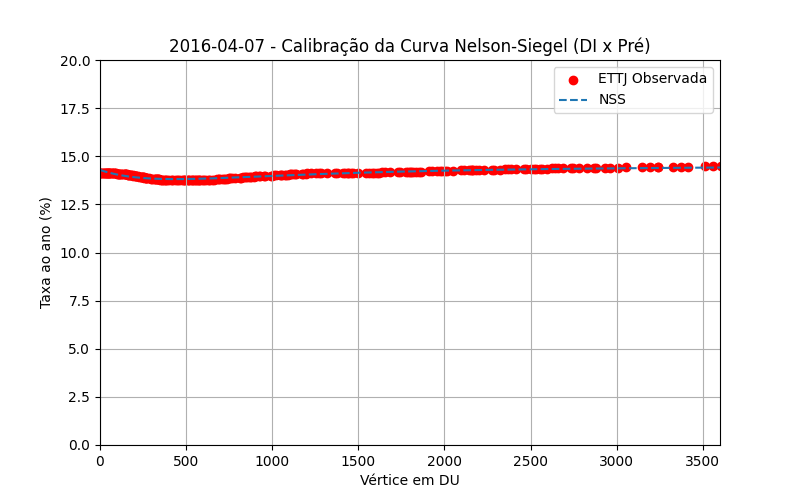 2016-04-07 - Calibração da Curva Nelson-Siegel (DI x Pré)
ETTJ Observada
NSS
20.0
17.5
15.0
12.5
10.0
7.5
5.0
2.5
0.0
Taxa ao ano (%)
0 500 1000 1500 2000 2500 3000 3500
Vértice em DU